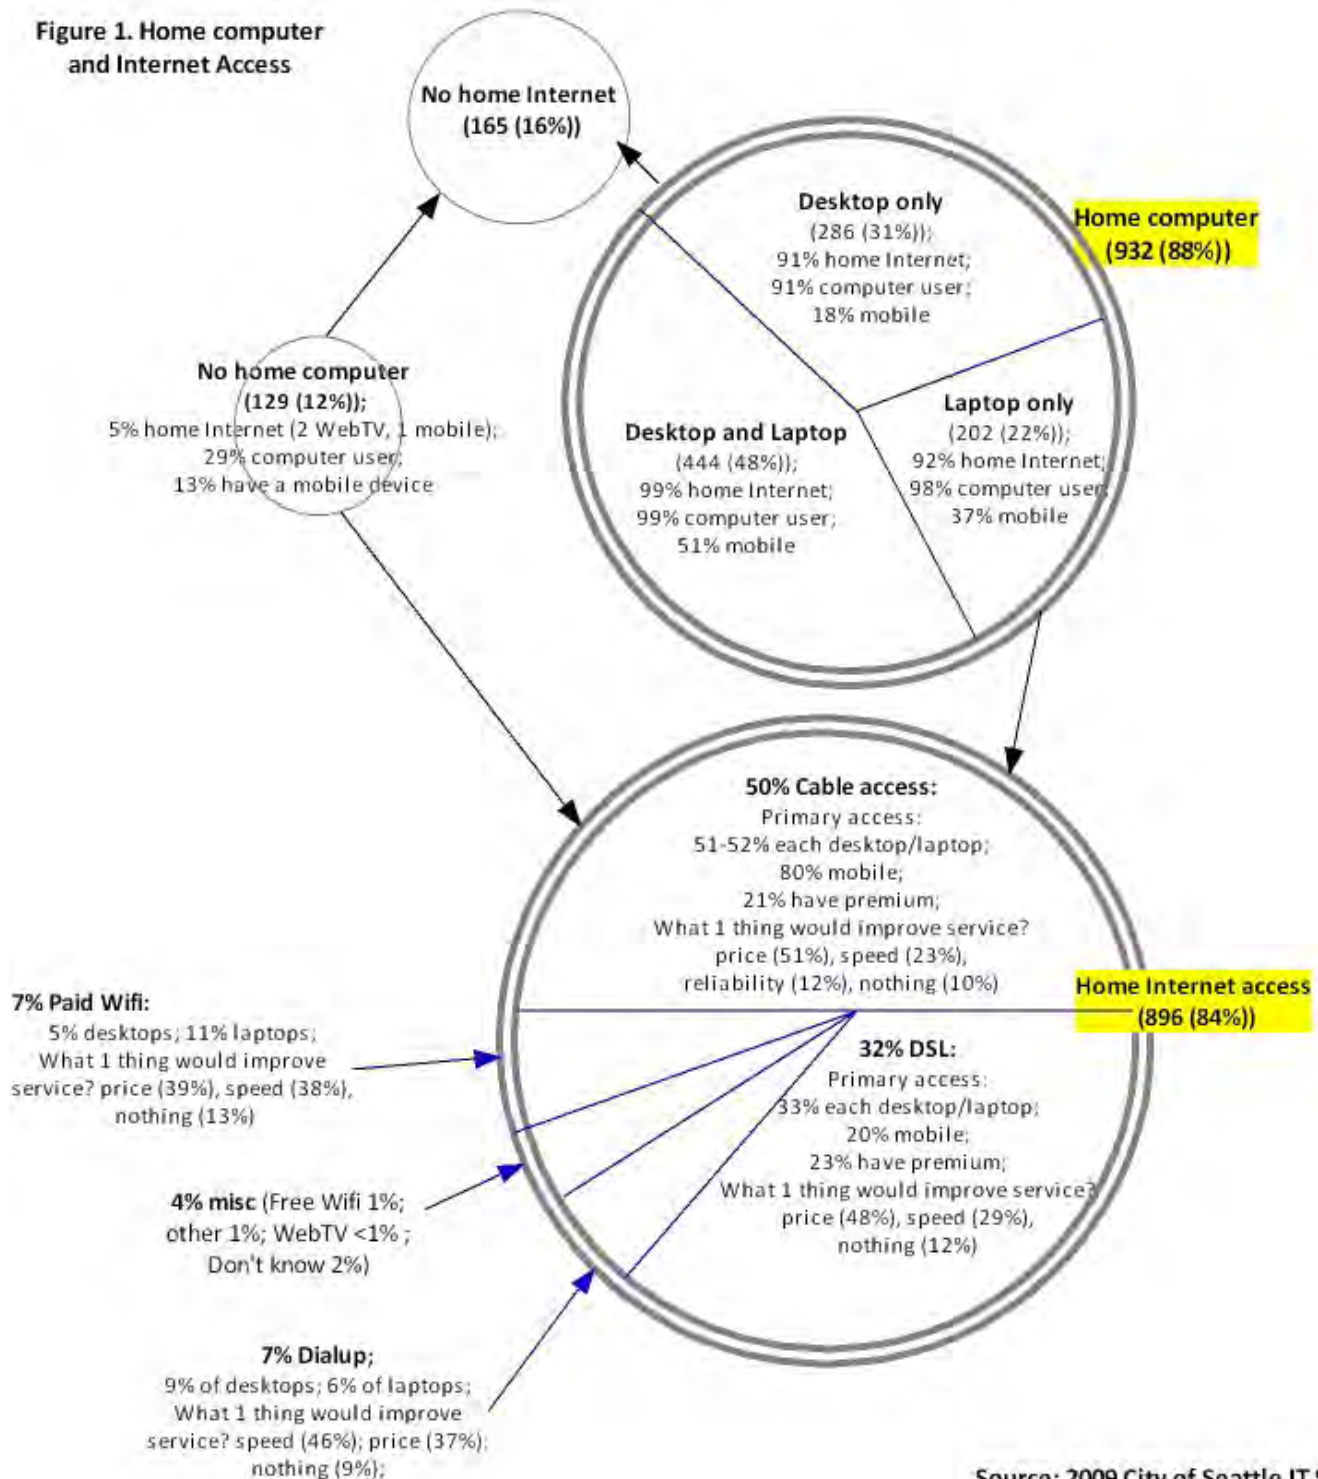 Figure 1. Home computer
and Internet Access
No home Internet
(165 (16%))
Desktop only
(286 (31%));
91% home Internet;
91% computer user;
18% mobile
Home computer
(932 (88%))
No home computer
(129 (12%));
5% home Internet (2 WebTV, 1 mobile);
29% computer user;
13% have a mobile device
Desktop and Laptop
(444 (48%));
99% home Internet;
99% computer user;
51% mobile
Laptop only
(202 (22%));
92% home Internet;
98% computer user;
37% mobile
50% Cable access:
Primary access:
51-52% each desktop/laptop;
80% mobile;
21% have premium;
What 1 thing would improve service?
price (51%), speed (23%),
reliability (12%), nothing (10%)
Home Internet access
(896 (84%))
7% Paid Wifi:
5% desktops; 11% laptops;
What 1 thing would improve
service? price (39%), speed (38%),
nothing (13%)
32% DSL:
Primary access:
33% each desktop/laptop;
20% mobile;
23% have premium;
What 1 thing would improve service?
price (48%), speed (29%),
nothing (12%)
4% misc (Free Wifi 1%;
other 1%; WebTV <1% ;
Don't know 2%)
7% Dialup;
9% of desktops; 6% of laptops;
What 1 thing would improve
service? speed (46%); price (37%);
nothing (9%);
Source: 2009 City of Seattle IT